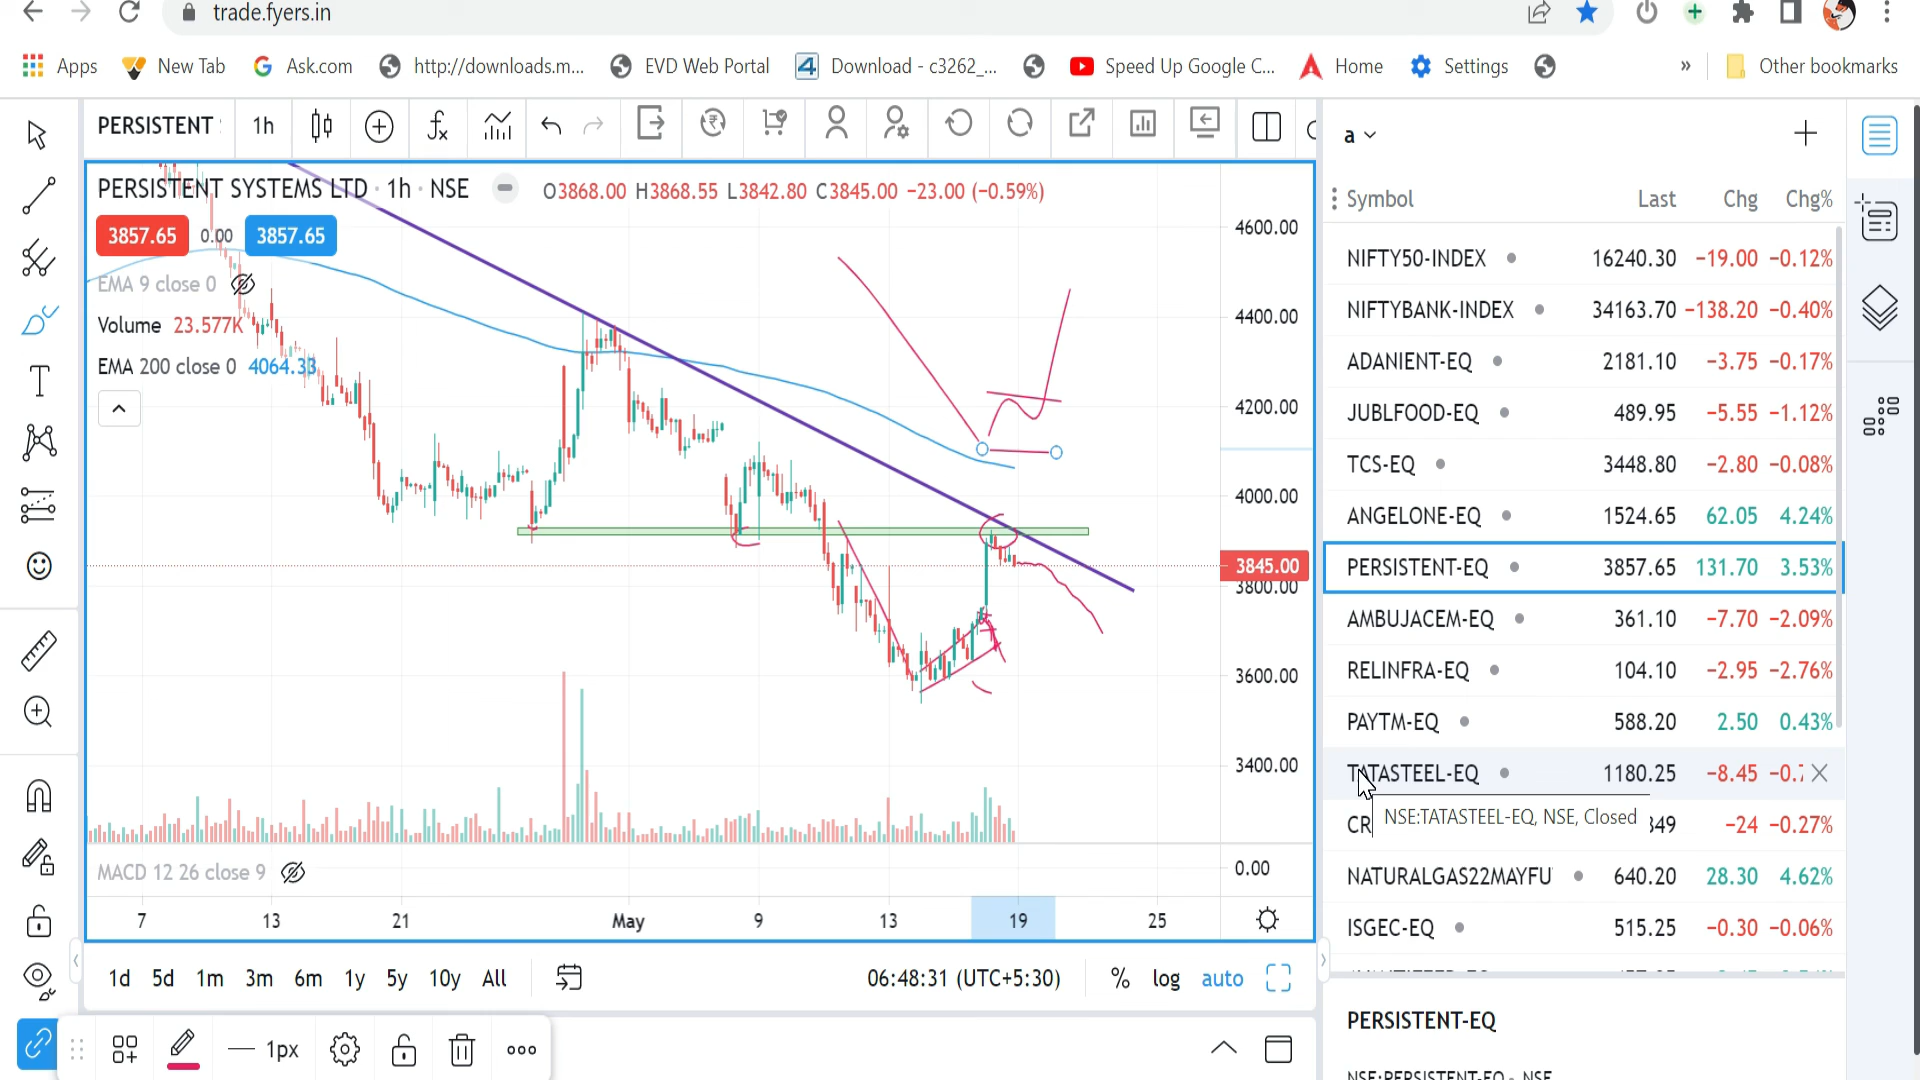 trade.fyers.in
Apps New Tab Ask.com http://downloads.m... EVD Web Portal Download - c3262_... Speed Up Google C... Home Settings » Other bookmarks
PERSISTENT 1h
a
PERSISTENT SYSTEMS LTD · 1h · NSE O3868.00 H3868.55 L3842.80 C3845.00 −23.00 (−0.59%)
3857.65 0.00 3857.65
EMA 9 close 0
Volume 23.577K
EMA 200 close 0 4064.33
4600.00
4400.00
4200.00
4000.00
3845.00
3800.00
3600.00
3400.00
MACD 12 26 close 9 0.00
7 13 21 May 9 13 19 25
1d 5d 1m 3m 6m 1y 5y 10y All 06:48:31 (UTC+5:30) % log auto
1px
Symbol Last Chg Chg%
NIFTY50-INDEX 16240.30 −19.00 −0.12%
NIFTYBANK-INDEX 34163.70 −138.20 −0.40%
ADANIENT-EQ 2181.10 −3.75 −0.17%
JUBLFOOD-EQ 489.95 −5.55 −1.12%
TCS-EQ 3448.80 −2.80 −0.08%
ANGELONE-EQ 1524.65 62.05 4.24%
PERSISTENT-EQ 3857.65 131.70 3.53%
AMBUJACEM-EQ 361.10 −7.70 −2.09%
RELINFRA-EQ 104.10 −2.95 −2.76%
PAYTM-EQ 588.20 2.50 0.43%
TATASTEEL-EQ 1180.25 −8.45 −0.7
NSE:TATASTEEL-EQ, NSE, Closed
CR 349 −24 −0.27%
NATURALGAS22MAYFU 640.20 28.30 4.62%
ISGEC-EQ 515.25 −0.30 −0.06%
PERSISTENT-EQ
NSE:PERSISTENT-EQ · NSE